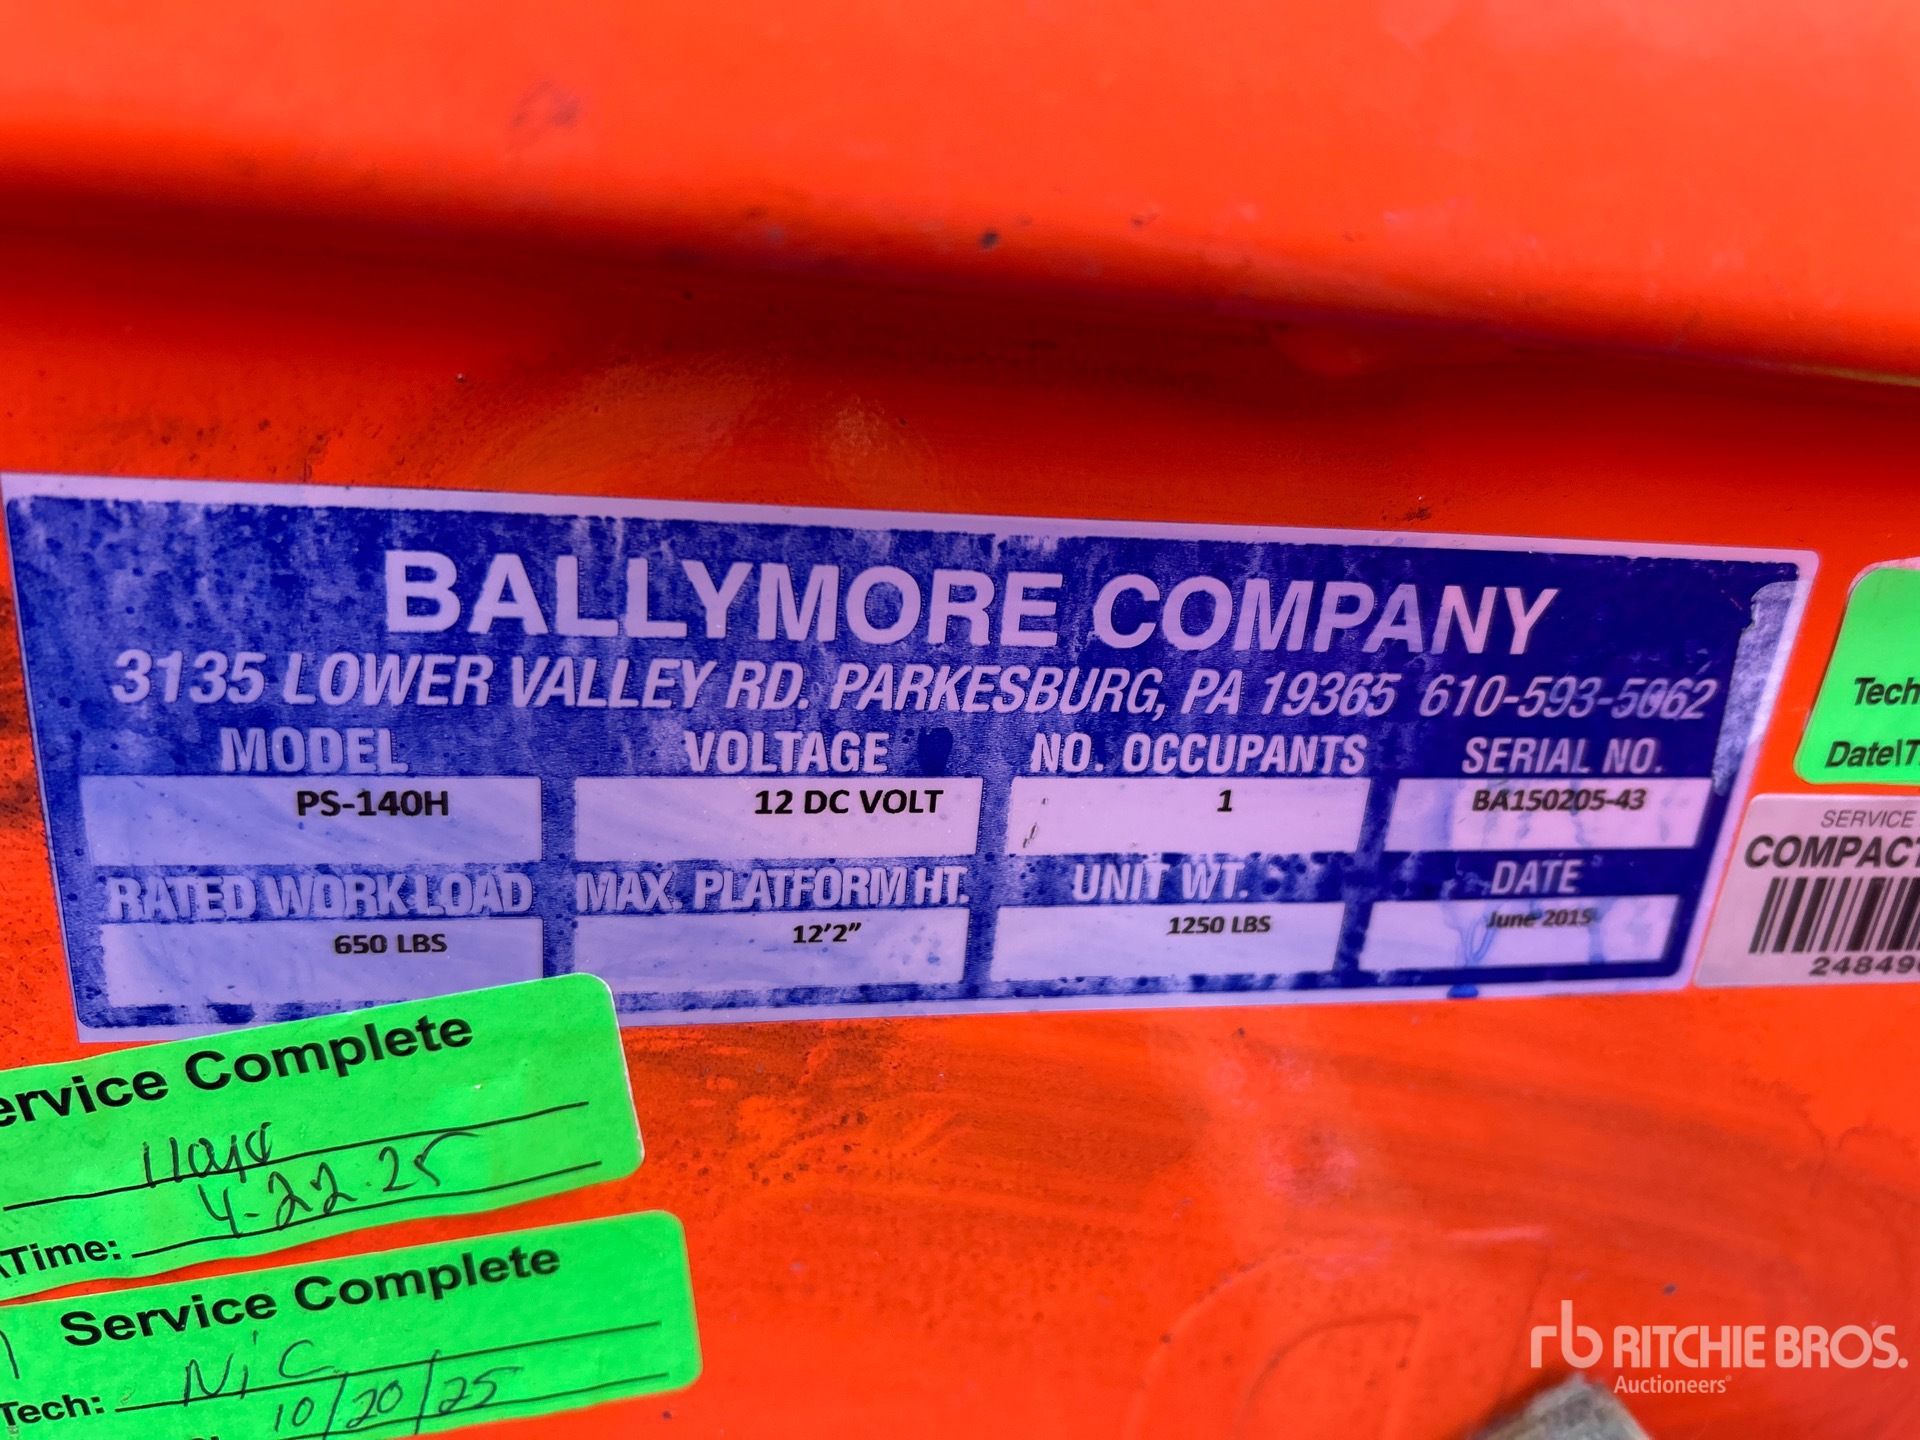 BALLYMORE COMPANY
3135 LOWER VALLEY RD. PARKESBURG, PA 19365 610-593-5062
MODEL VOLTAGE NO. OCCUPANTS SERIAL NO.
PS-140H 12 DC VOLT 1 BA150205-43
RATED WORK LOAD MAX. PLATFORM HT. UNIT WT. DATE
650 LBS 12'2" 1250 LBS June 2015
Tech
Date\T
SERVICE
COMPACT
24849
Service Complete
4-22-25
\Time:
Service Complete
Tech: Nic
10/20/25
rb RITCHIE BROS.
Auctioneers